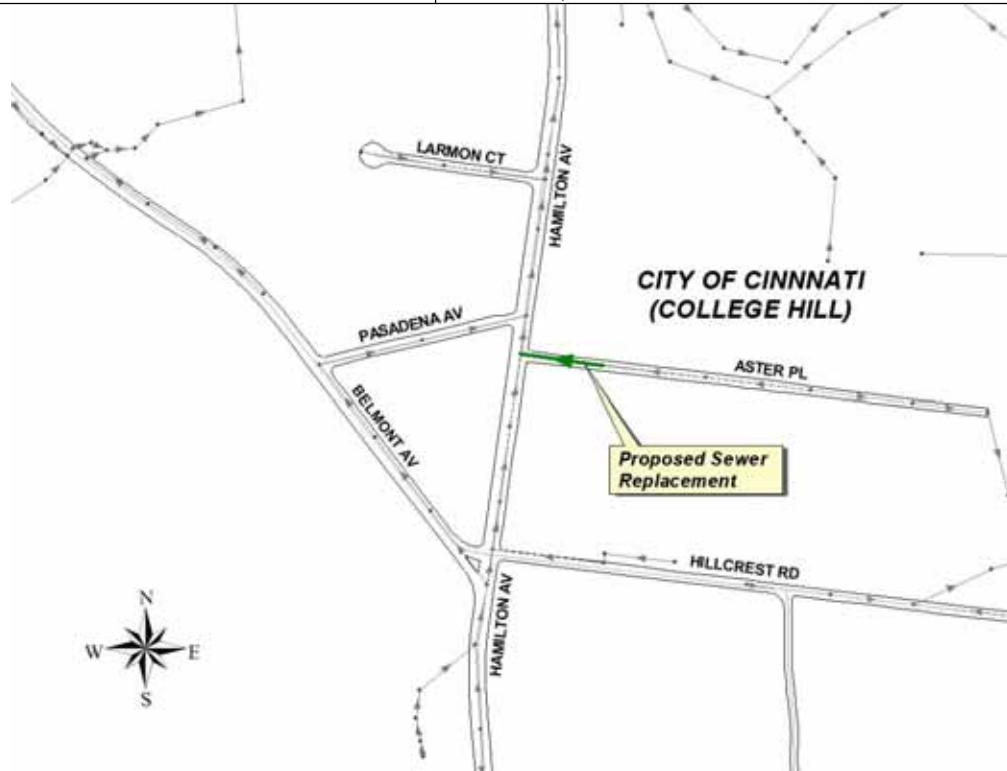 LARMON CT
HAMILTON AV
CITY OF CINNNATI
(COLLEGE HILL)
PASADENA AV
ASTER PL
BELMONT AV
Proposed Sewer
Replacement
HILLCREST RD
HAMILTON AV
N
W
E
S